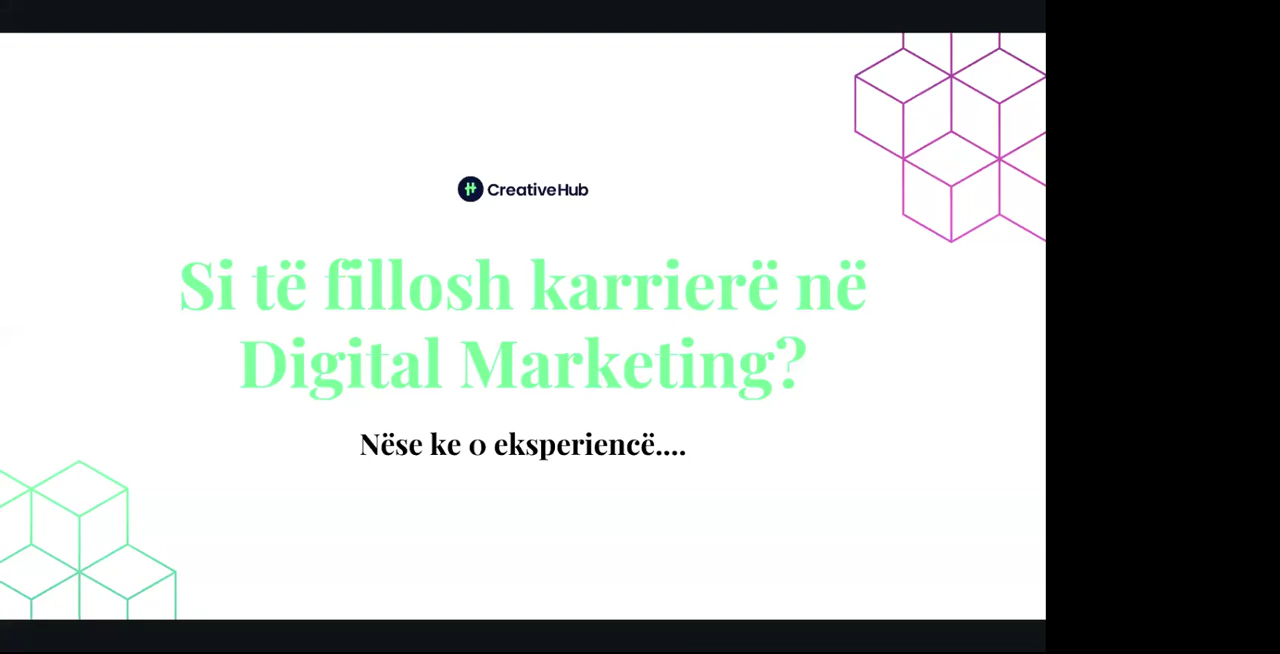 CreativeHub
Si të fillosh karrierë në
Digital Marketing?
Nëse ke 0 eksperiencë....